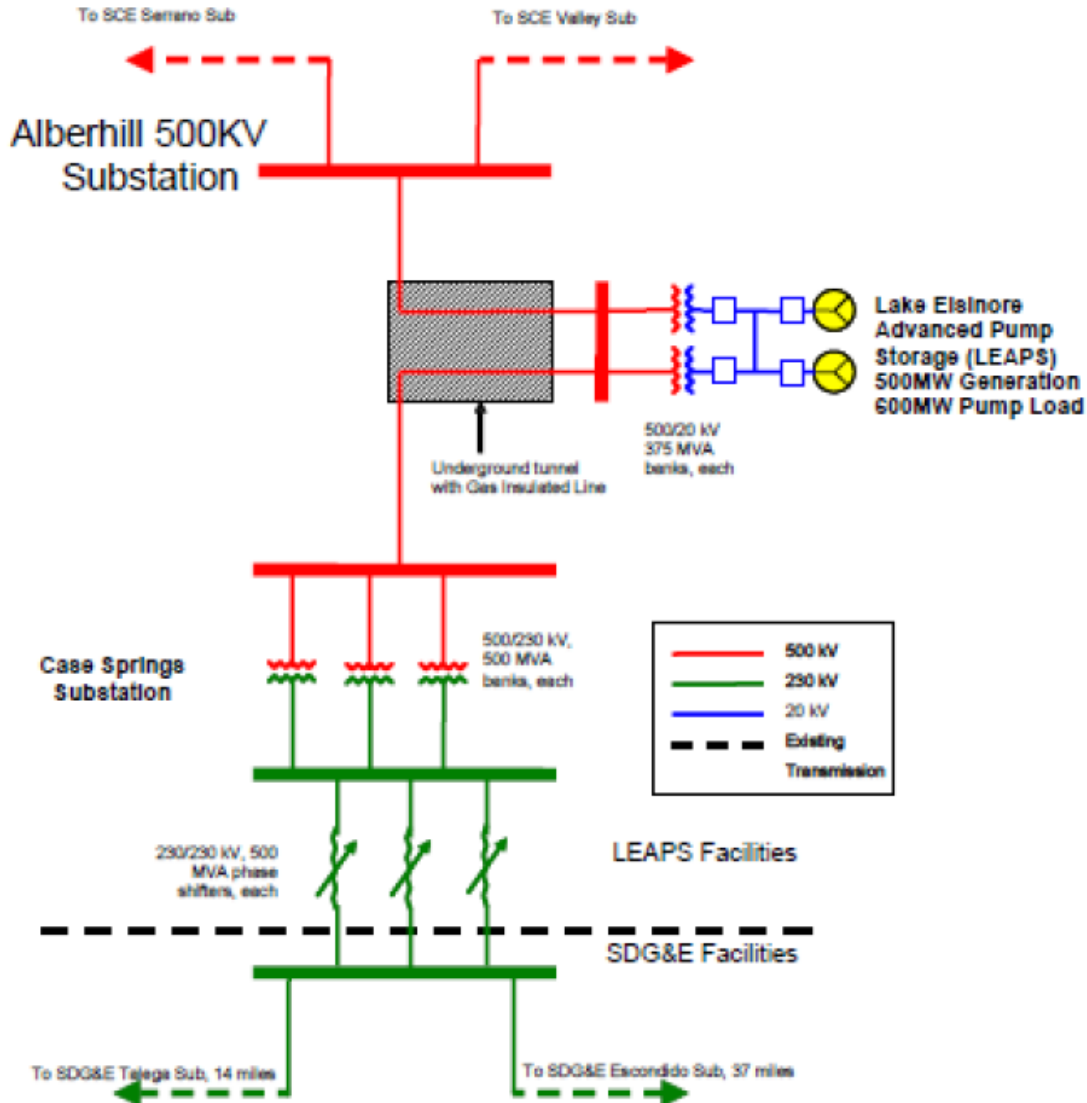 To SCE Serrano Sub
To SCE Valley Sub
Alberhill 500KV
Substation
Lake Elsinore
Advanced Pump
Storage (LEAPS)
500MW Generation
600MW Pump Load
500/20 kV
375 MVA
banks, each
Underground tunnel
with Gas Insulated Line
500/230 kV,
500 MVA
banks, each
Case Springs
Substation
500 kV
230 kV
20 kV
Existing
Transmission
230/230 kV, 500
MVA phase
shifters, each
LEAPS Facilities
SDG&E Facilities
To SDG&E Talega Sub, 14 miles
To SDG&E Escondido Sub, 37 miles